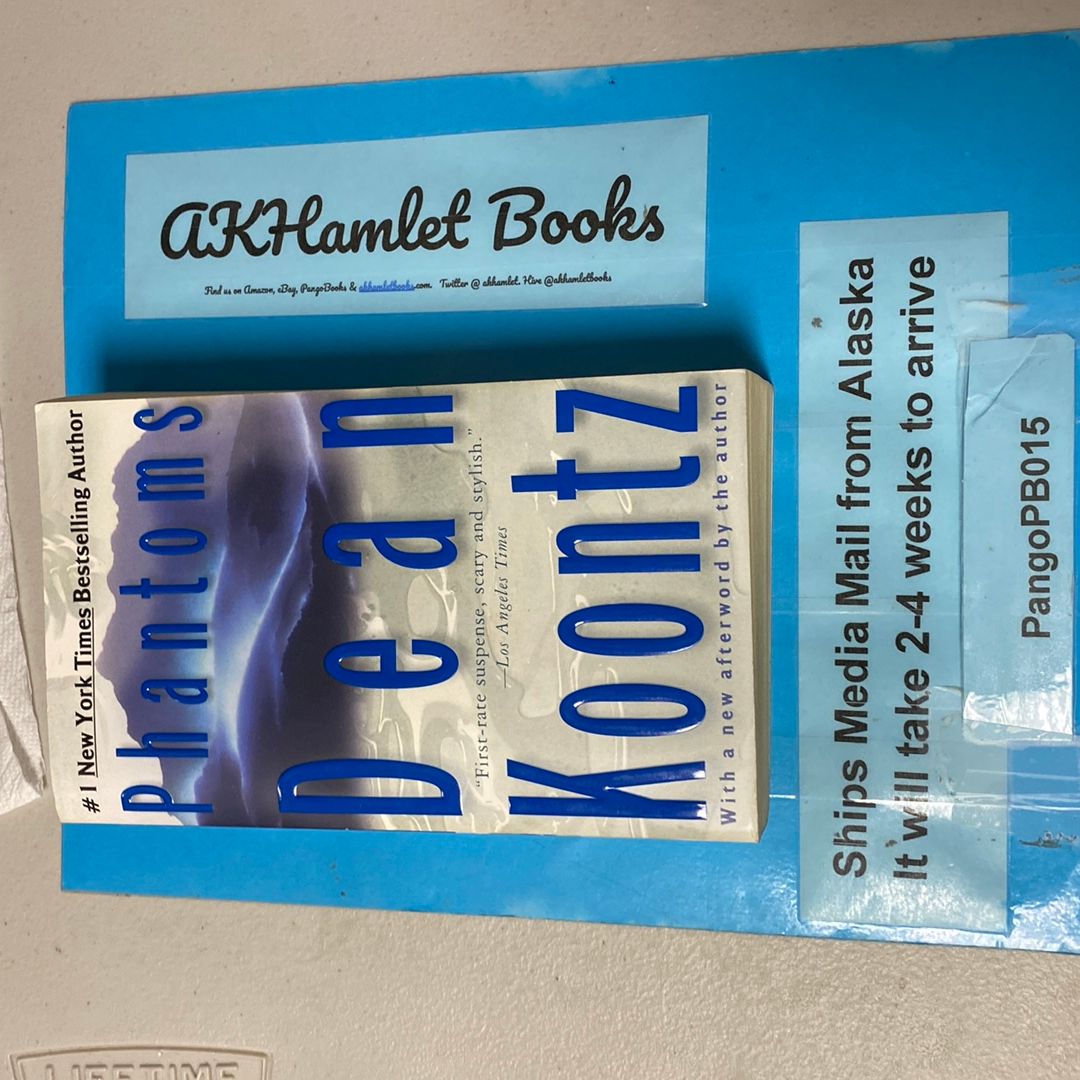 AKHamlet Books
Find us on Amazon, eBay, PangoBooks & akhamletbooks.com. Twitter @ akhamlet. Hive @akhamletbooks
#1 New York Times Bestselling Author
Phantoms
Dean
"First-rate suspense, scary and stylish."
—Los Angeles Times
Koontz
With a new afterword by the author
Ships Media Mail from Alaska
It will take 2-4 weeks to arrive
PangoPB015
LIFETIME